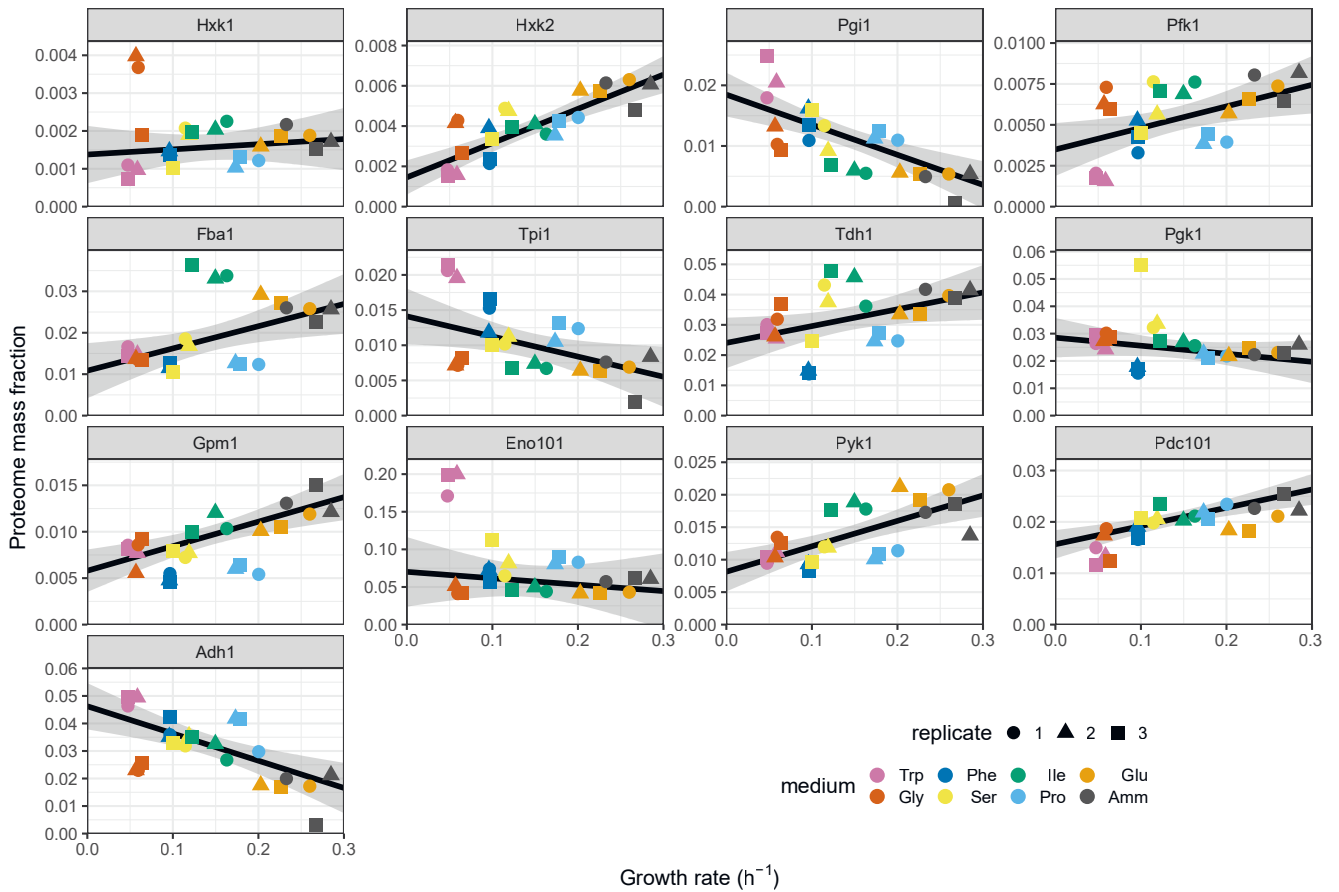 Hxk1 Hxk2 Pgi1 Pfk1
0.004 0.008 0.0100
0.003 0.006 0.02 0.0075
0.002 0.004 0.0050
0.001 0.002 0.01 0.0025
0.000 0.000 0.00 0.0000
Fba1 Tpi1 Tdh1 Pgk1
0.03 0.020 0.05 0.06
0.02 0.015 0.04 0.05
0.01 0.010 0.03 0.04
0.00 0.005 0.02 0.03
0.000 0.01 0.02
0.00 0.01
0.00
Gpm1 Eno101 Pyk1 Pdc101
0.015 0.20 0.025 0.03
0.010 0.15 0.020 0.02
0.005 0.10 0.015 0.01
0.000 0.05 0.010 0.00
0.00 0.005
0.000
0.0 0.1 0.2 0.3 0.0 0.1 0.2 0.3 0.0 0.1 0.2 0.3
Adh1
0.06
0.05
0.04
0.03
0.02
0.01
0.00
0.0 0.1 0.2 0.3
Proteome mass fraction
replicate 1 2 3
medium Trp Phe Ile Glu
Gly Ser Pro Amm
Growth rate (h⁻¹)